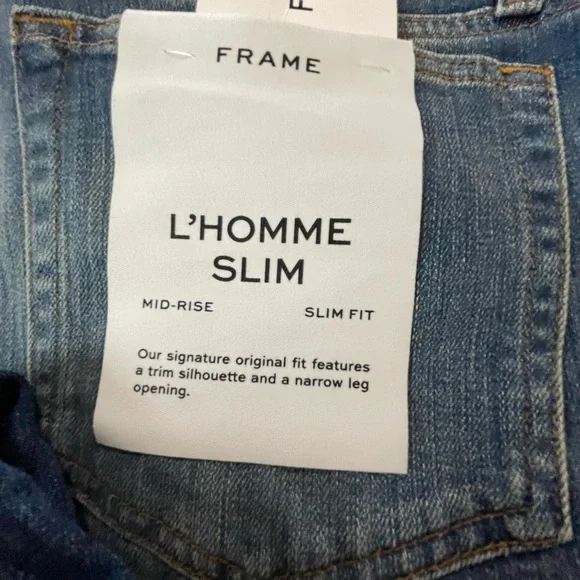 F
FRAME
L'HOMME
SLIM
MID-RISE SLIM FIT
Our signature original fit features
a trim silhouette and a narrow leg
opening.